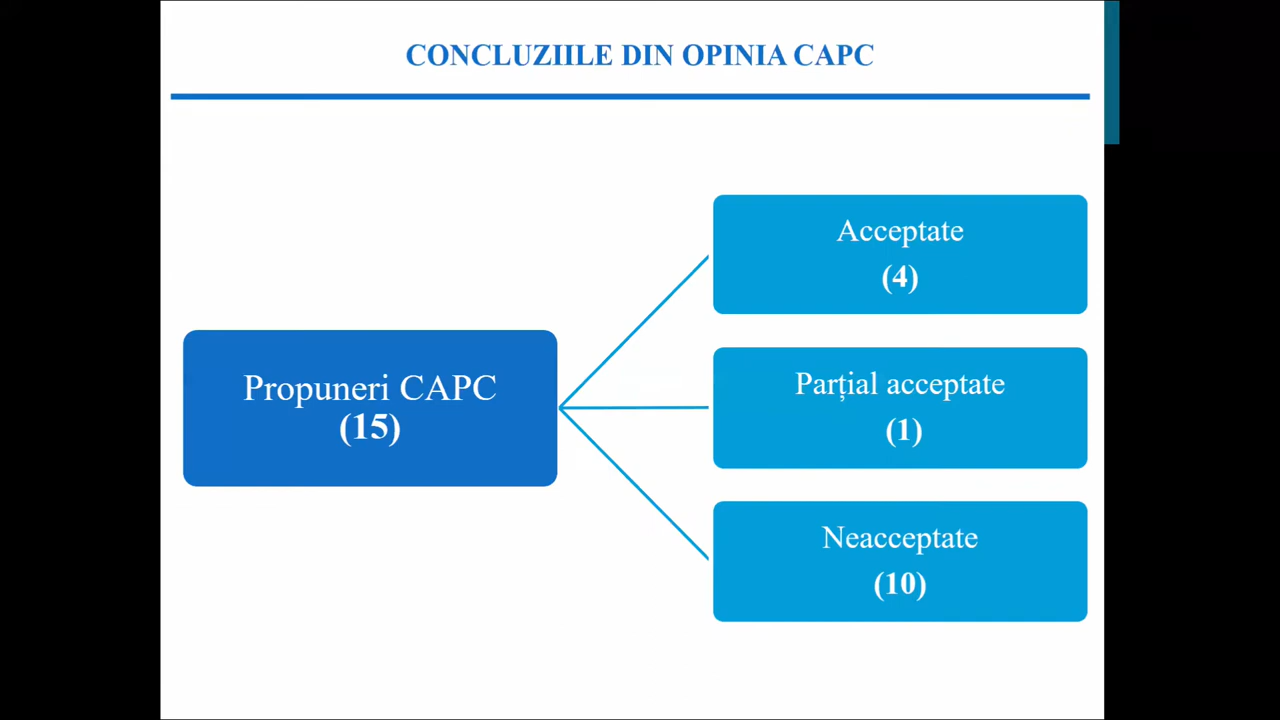 CONCLUZIILE DIN OPINIA CAPC
Propuneri CAPC
(15)
Acceptate
(4)
Parțial acceptate
(1)
Neacceptate
(10)